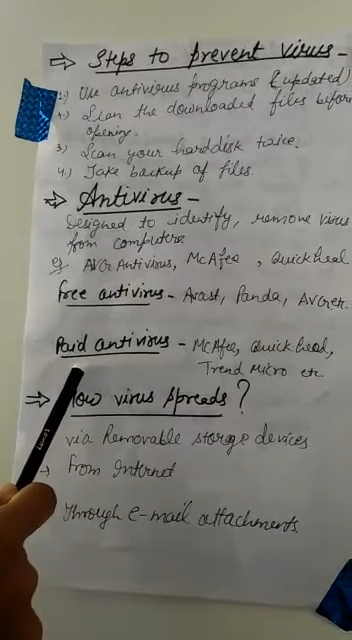 ⇒ Steps to prevent virus-
1.) Use antivirus programs (updated)
2.) Scan the downloaded files before
opening.
3) Scan your harddisk twice.
4.) Take backup of files.
⇒ Antivirus-
Designed to identify, remove virus
from computers
eg AVG Antivirus, McAfee, Quickheal
Free antivirus - Avast, Panda, AVG etc.
Paid antivirus - McAfee, Quick heal,
Trend Micro etc.
⇒ How virus spreads?
via Removable storage devices
→ From Internet
Through e-mail attachments.